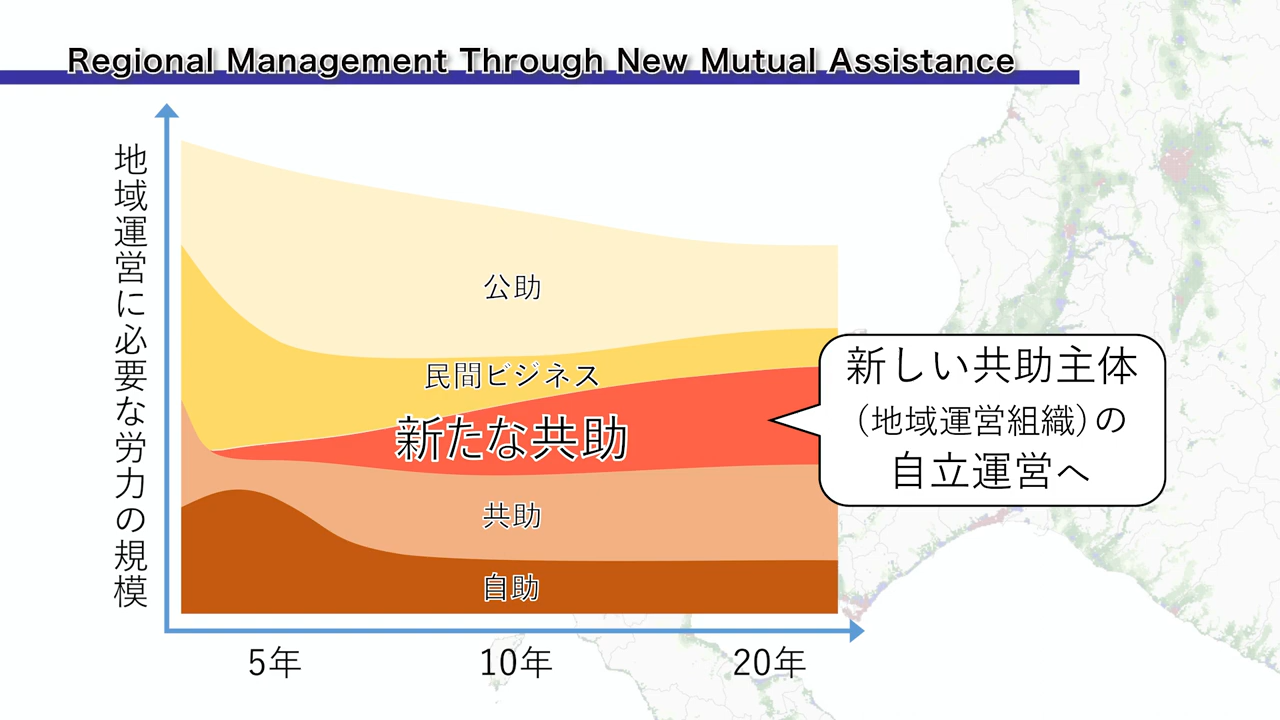 Regional Management Through New Mutual Assistance
地域運営に必要な労力の規模
公助
民間ビジネス
新たな共助
共助
自助
新しい共助主体
（地域運営組織）の
自立運営へ
5年
10年
20年